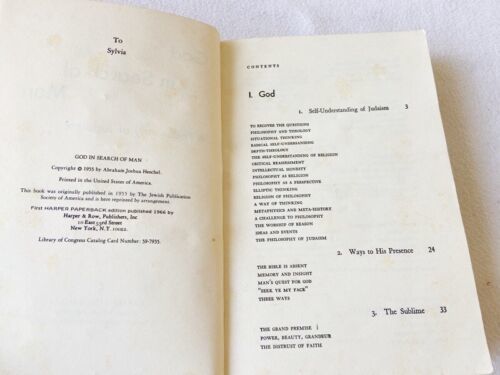 To
Sylvia
GOD IN SEARCH OF MAN
Copyright © 1955 by Abraham Joshua Heschel.
Printed in the United States of America.
This book was originally published in 1955 by The Jewish Publication
Society of America and is here reprinted by arrangement.
First HARPER PAPERBACK edition published 1966 by
Harper & Row, Publishers, Inc
10 East 53rd Street
New York, N.Y. 10022.
Library of Congress Catalog Card Number: 59-7955.
CONTENTS
I. God
1. Self-Understanding of Judaism 3
TO RECOVER THE QUESTIONS
PHILOSOPHY AND THEOLOGY
SITUATIONAL THINKING
RADICAL SELF-UNDERSTANDING
DEPTH-THEOLOGY
THE SELF-UNDERSTANDING OF RELIGION
CRITICAL REASSESSMENT
INTELLECTUAL HONESTY
PHILOSOPHY AS RELIGION
PHILOSOPHY AS A PERSPECTIVE
ELLIPTIC THINKING
RELIGION OF PHILOSOPHY
A WAY OF THINKING
METAPHYSICS AND META-HISTORY
A CHALLENGE TO PHILOSOPHY
THE WORSHIP OF REASON
IDEAS AND EVENTS
THE PHILOSOPHY OF JUDAISM
2. Ways to His Presence 24
THE BIBLE IS ABSENT
MEMORY AND INSIGHT
MAN'S QUEST FOR GOD
"SEEK YE MY FACE"
THREE WAYS
3. The Sublime 33
THE GRAND PREMISE
POWER, BEAUTY, GRANDEUR
THE DISTRUST OF FAITH